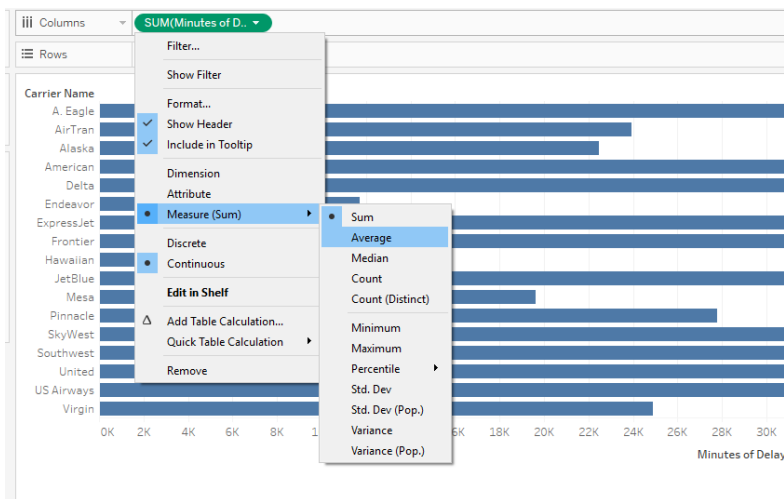 Columns
SUM(Minutes of D..
Rows
Filter...
Show Filter
Format...
Show Header
Include in Tooltip
Dimension
Attribute
Measure (Sum)
Discrete
Continuous
Edit in Shelf
Add Table Calculation...
Quick Table Calculation
Remove
Sum
Average
Median
Count
Count (Distinct)
Minimum
Maximum
Percentile
Std. Dev
Std. Dev (Pop.)
Variance
Variance (Pop.)
Carrier Name
A. Eagle
AirTran
Alaska
American
Delta
Endeavor
ExpressJet
Frontier
Hawaiian
JetBlue
Mesa
Pinnacle
SkyWest
Southwest
United
US Airways
Virgin
0K 2K 4K 6K 8K 18K 20K 22K 24K 26K 28K 30K
Minutes of Delay